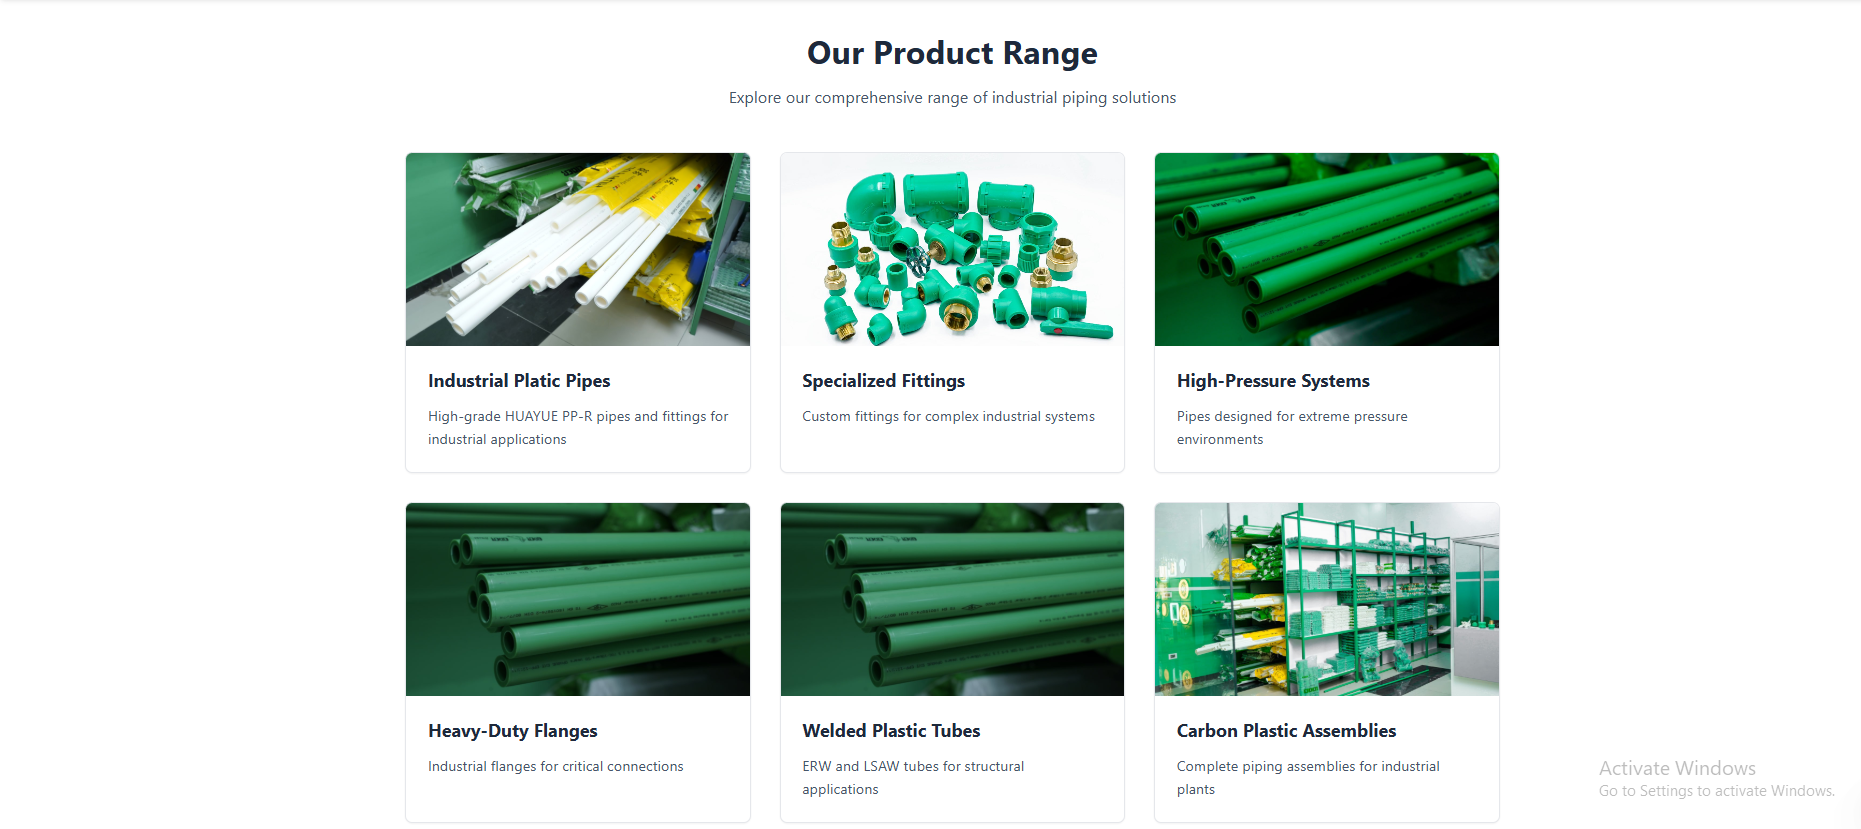 Our Product Range
Explore our comprehensive range of industrial piping solutions
Industrial Platic Pipes
High-grade HUAYUE PP-R pipes and fittings for
industrial applications
Specialized Fittings
Custom fittings for complex industrial systems
High-Pressure Systems
Pipes designed for extreme pressure
environments
Heavy-Duty Flanges
Industrial flanges for critical connections
Welded Plastic Tubes
ERW and LSAW tubes for structural
applications
Carbon Plastic Assemblies
Complete piping assemblies for industrial
plants
Activate Windows
Go to Settings to activate Windows.